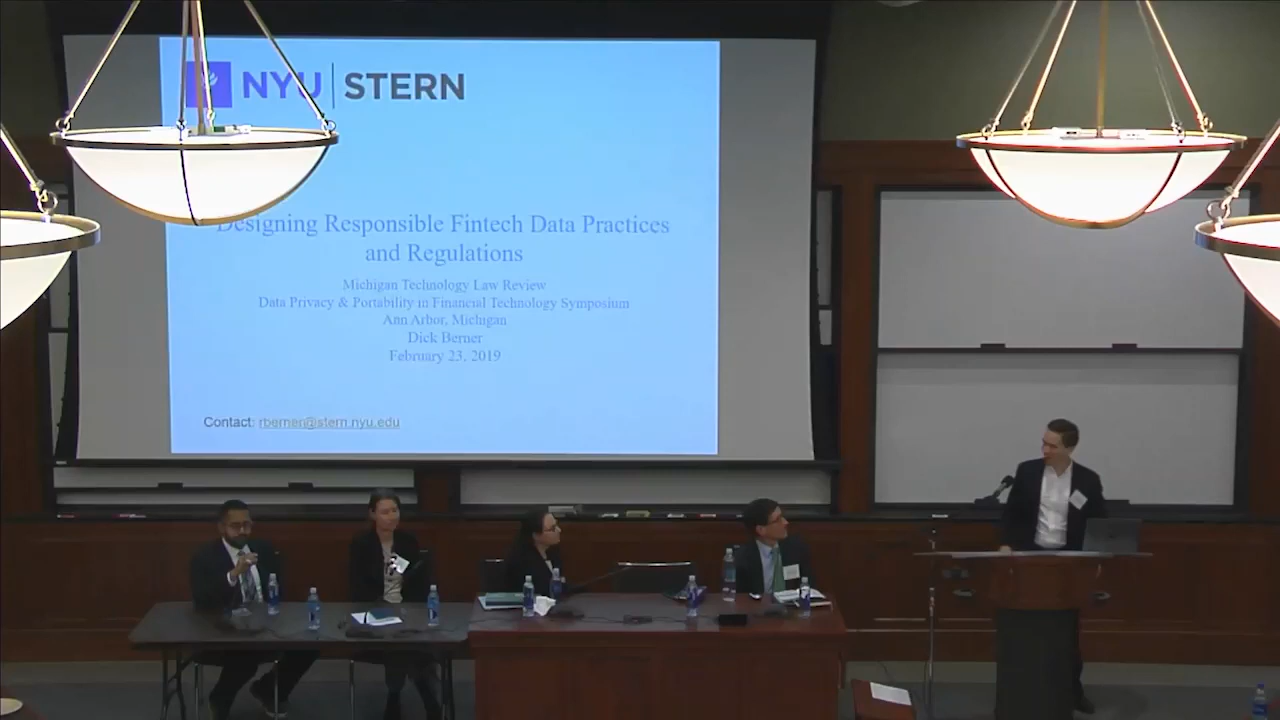 NYU | STERN
Designing Responsible Fintech Data Practices
and Regulations
Michigan Technology Law Review
Data Privacy & Portability in Financial Technology Symposium
Ann Arbor, Michigan
Dick Berner
February 23, 2019
Contact: rberner@stern.nyu.edu